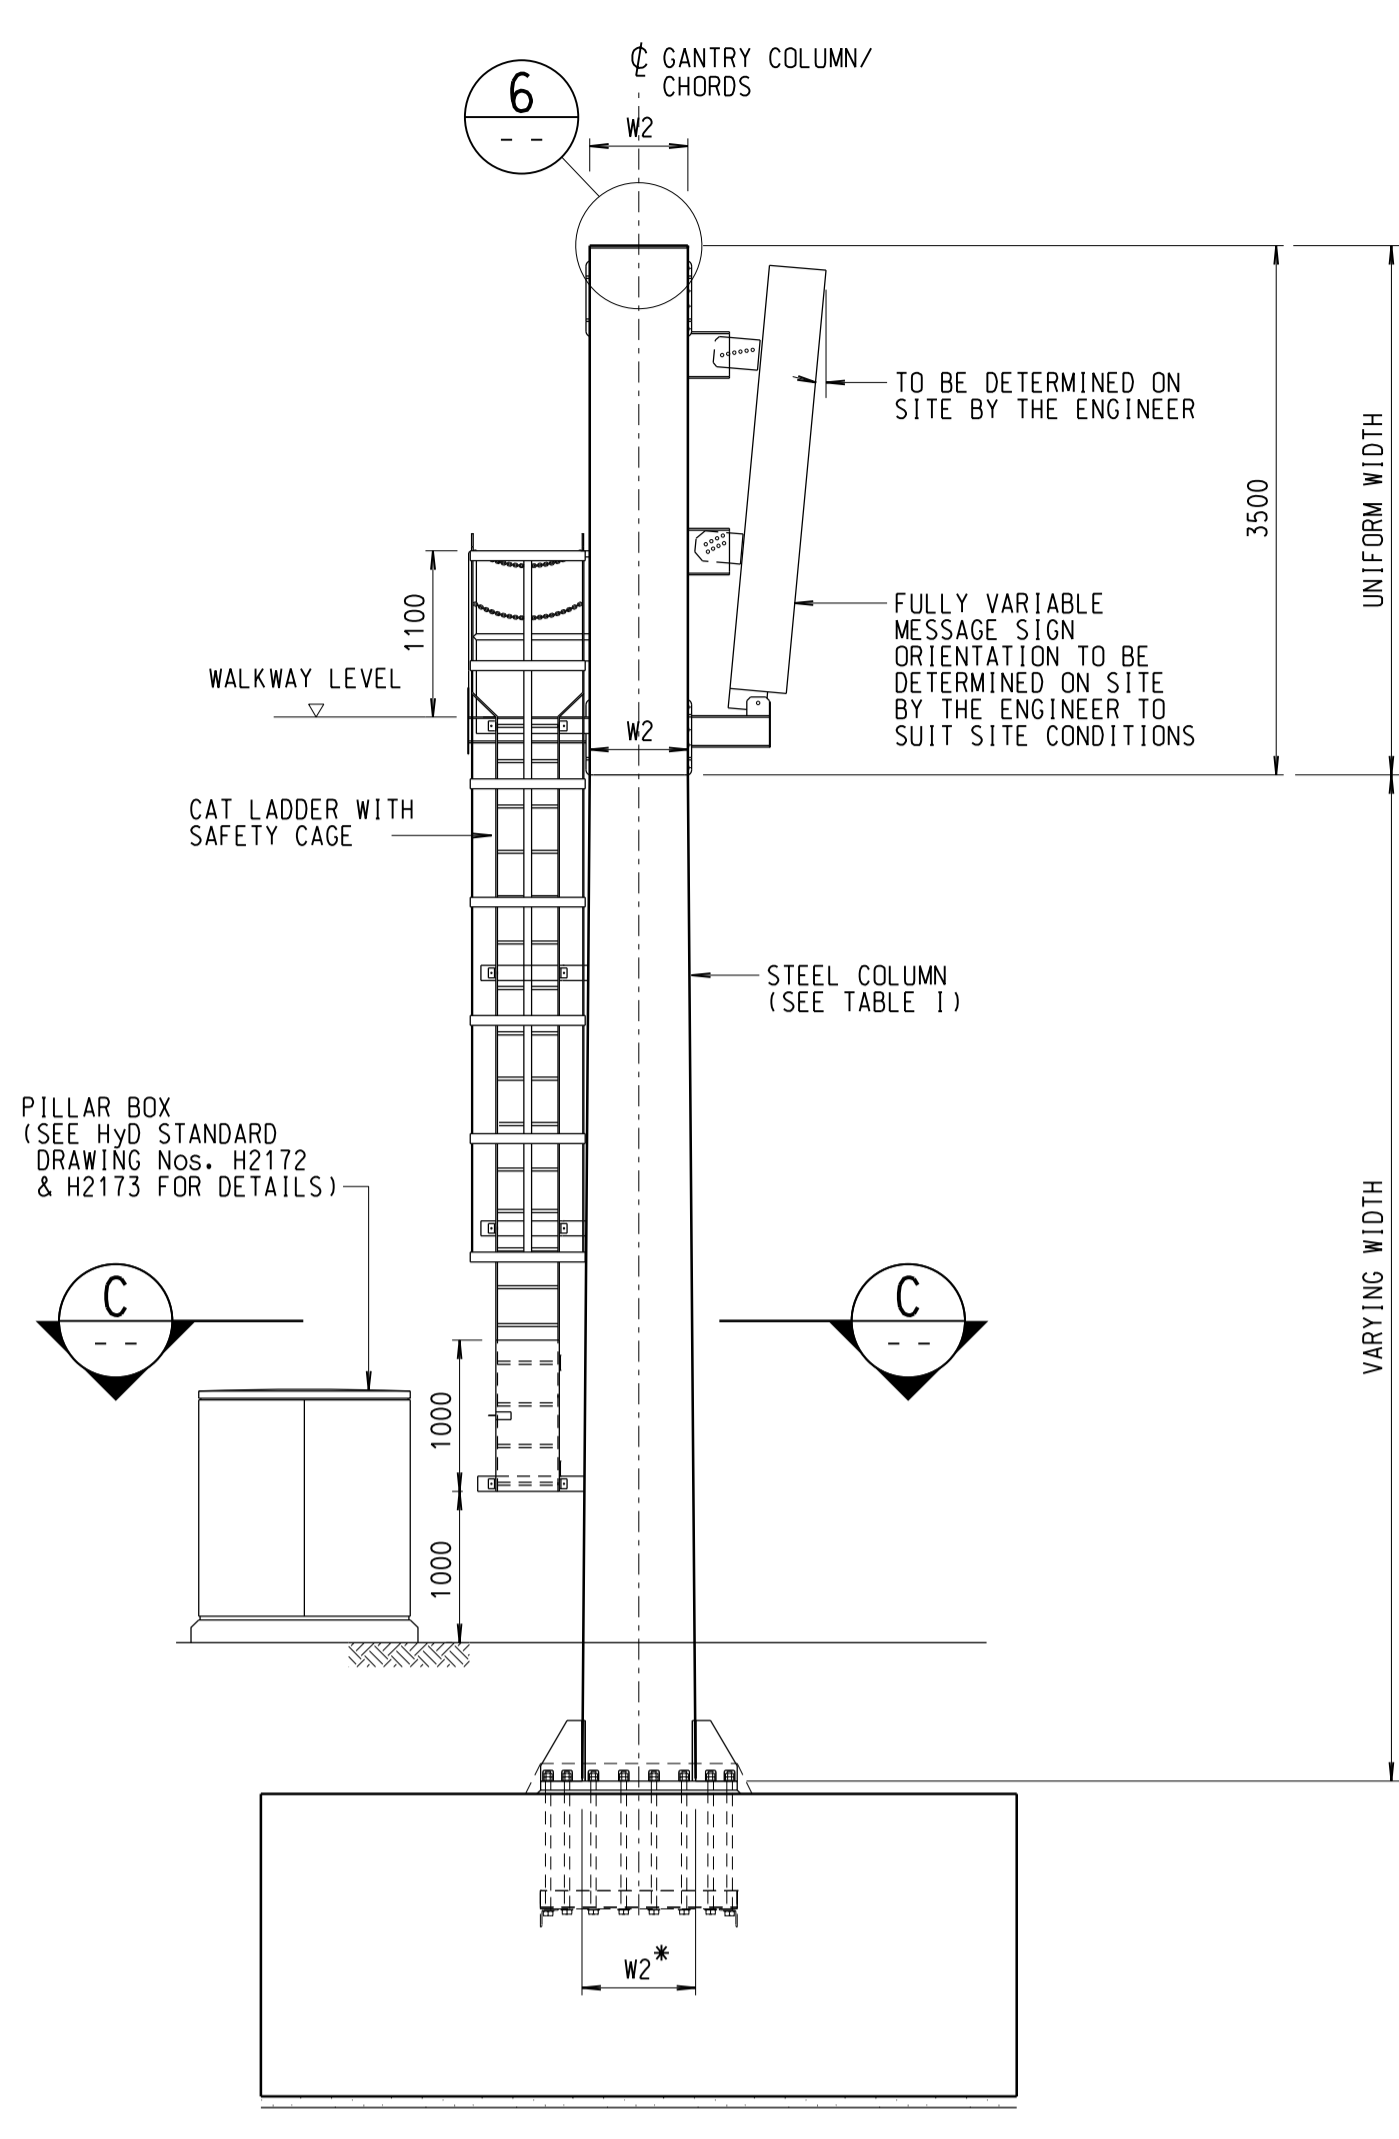 ℄ GANTRY COLUMN/
CHORDS
6
- -
W2
TO BE DETERMINED ON
SITE BY THE ENGINEER
3500
UNIFORM WIDTH
1100
FULLY VARIABLE
MESSAGE SIGN
ORIENTATION TO BE
DETERMINED ON SITE
BY THE ENGINEER TO
SUIT SITE CONDITIONS
WALKWAY LEVEL
W2
CAT LADDER WITH
SAFETY CAGE
STEEL COLUMN
(SEE TABLE I)
PILLAR BOX
(SEE HyD STANDARD
DRAWING Nos. H2172
& H2173 FOR DETAILS)
VARYING WIDTH
C
- -
C
- -
1000
1000
W2*